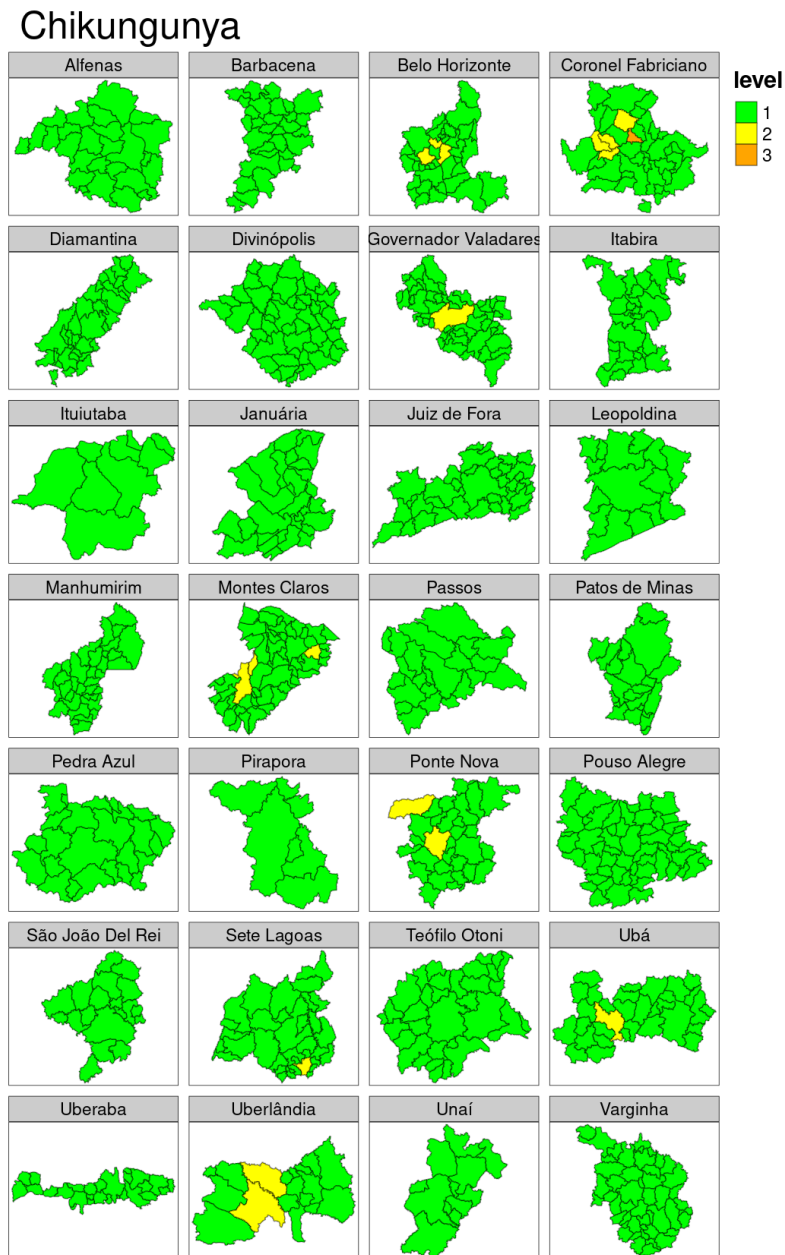 Chikungunya
Alfenas
Barbacena
Belo Horizonte
Coronel Fabriciano
level
1
2
3
Diamantina
Divinópolis
Governador Valadares
Itabira
Ituiutaba
Januária
Juiz de Fora
Leopoldina
Manhumirim
Montes Claros
Passos
Patos de Minas
Pedra Azul
Pirapora
Ponte Nova
Pouso Alegre
São João Del Rei
Sete Lagoas
Teófilo Otoni
Ubá
Uberaba
Uberlândia
Unaí
Varginha